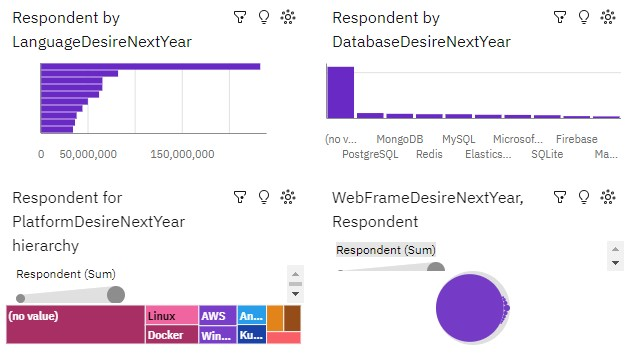 Respondent by
LanguageDesireNextYear
0 50,000,000 150,000,000
Respondent by
DatabaseDesireNextYear
(no v... MongoDB MySQL Microsof... Firebase
PostgreSQL Redis Elastics... SQLite Ma...
Respondent for
PlatformDesireNextYear
hierarchy
Respondent (Sum)
(no value)
Linux
AWS
An...
Docker
Win...
Ku...
WebFrameDesireNextYear,
Respondent
Respondent (Sum)